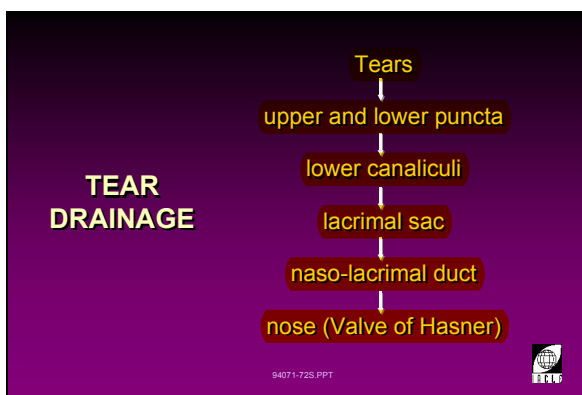 TEAR
DRAINAGE
Tears
upper and lower puncta
lower canaliculi
lacrimal sac
naso-lacrimal duct
nose (Valve of Hasner)
94071-72S.PPT
IACLE